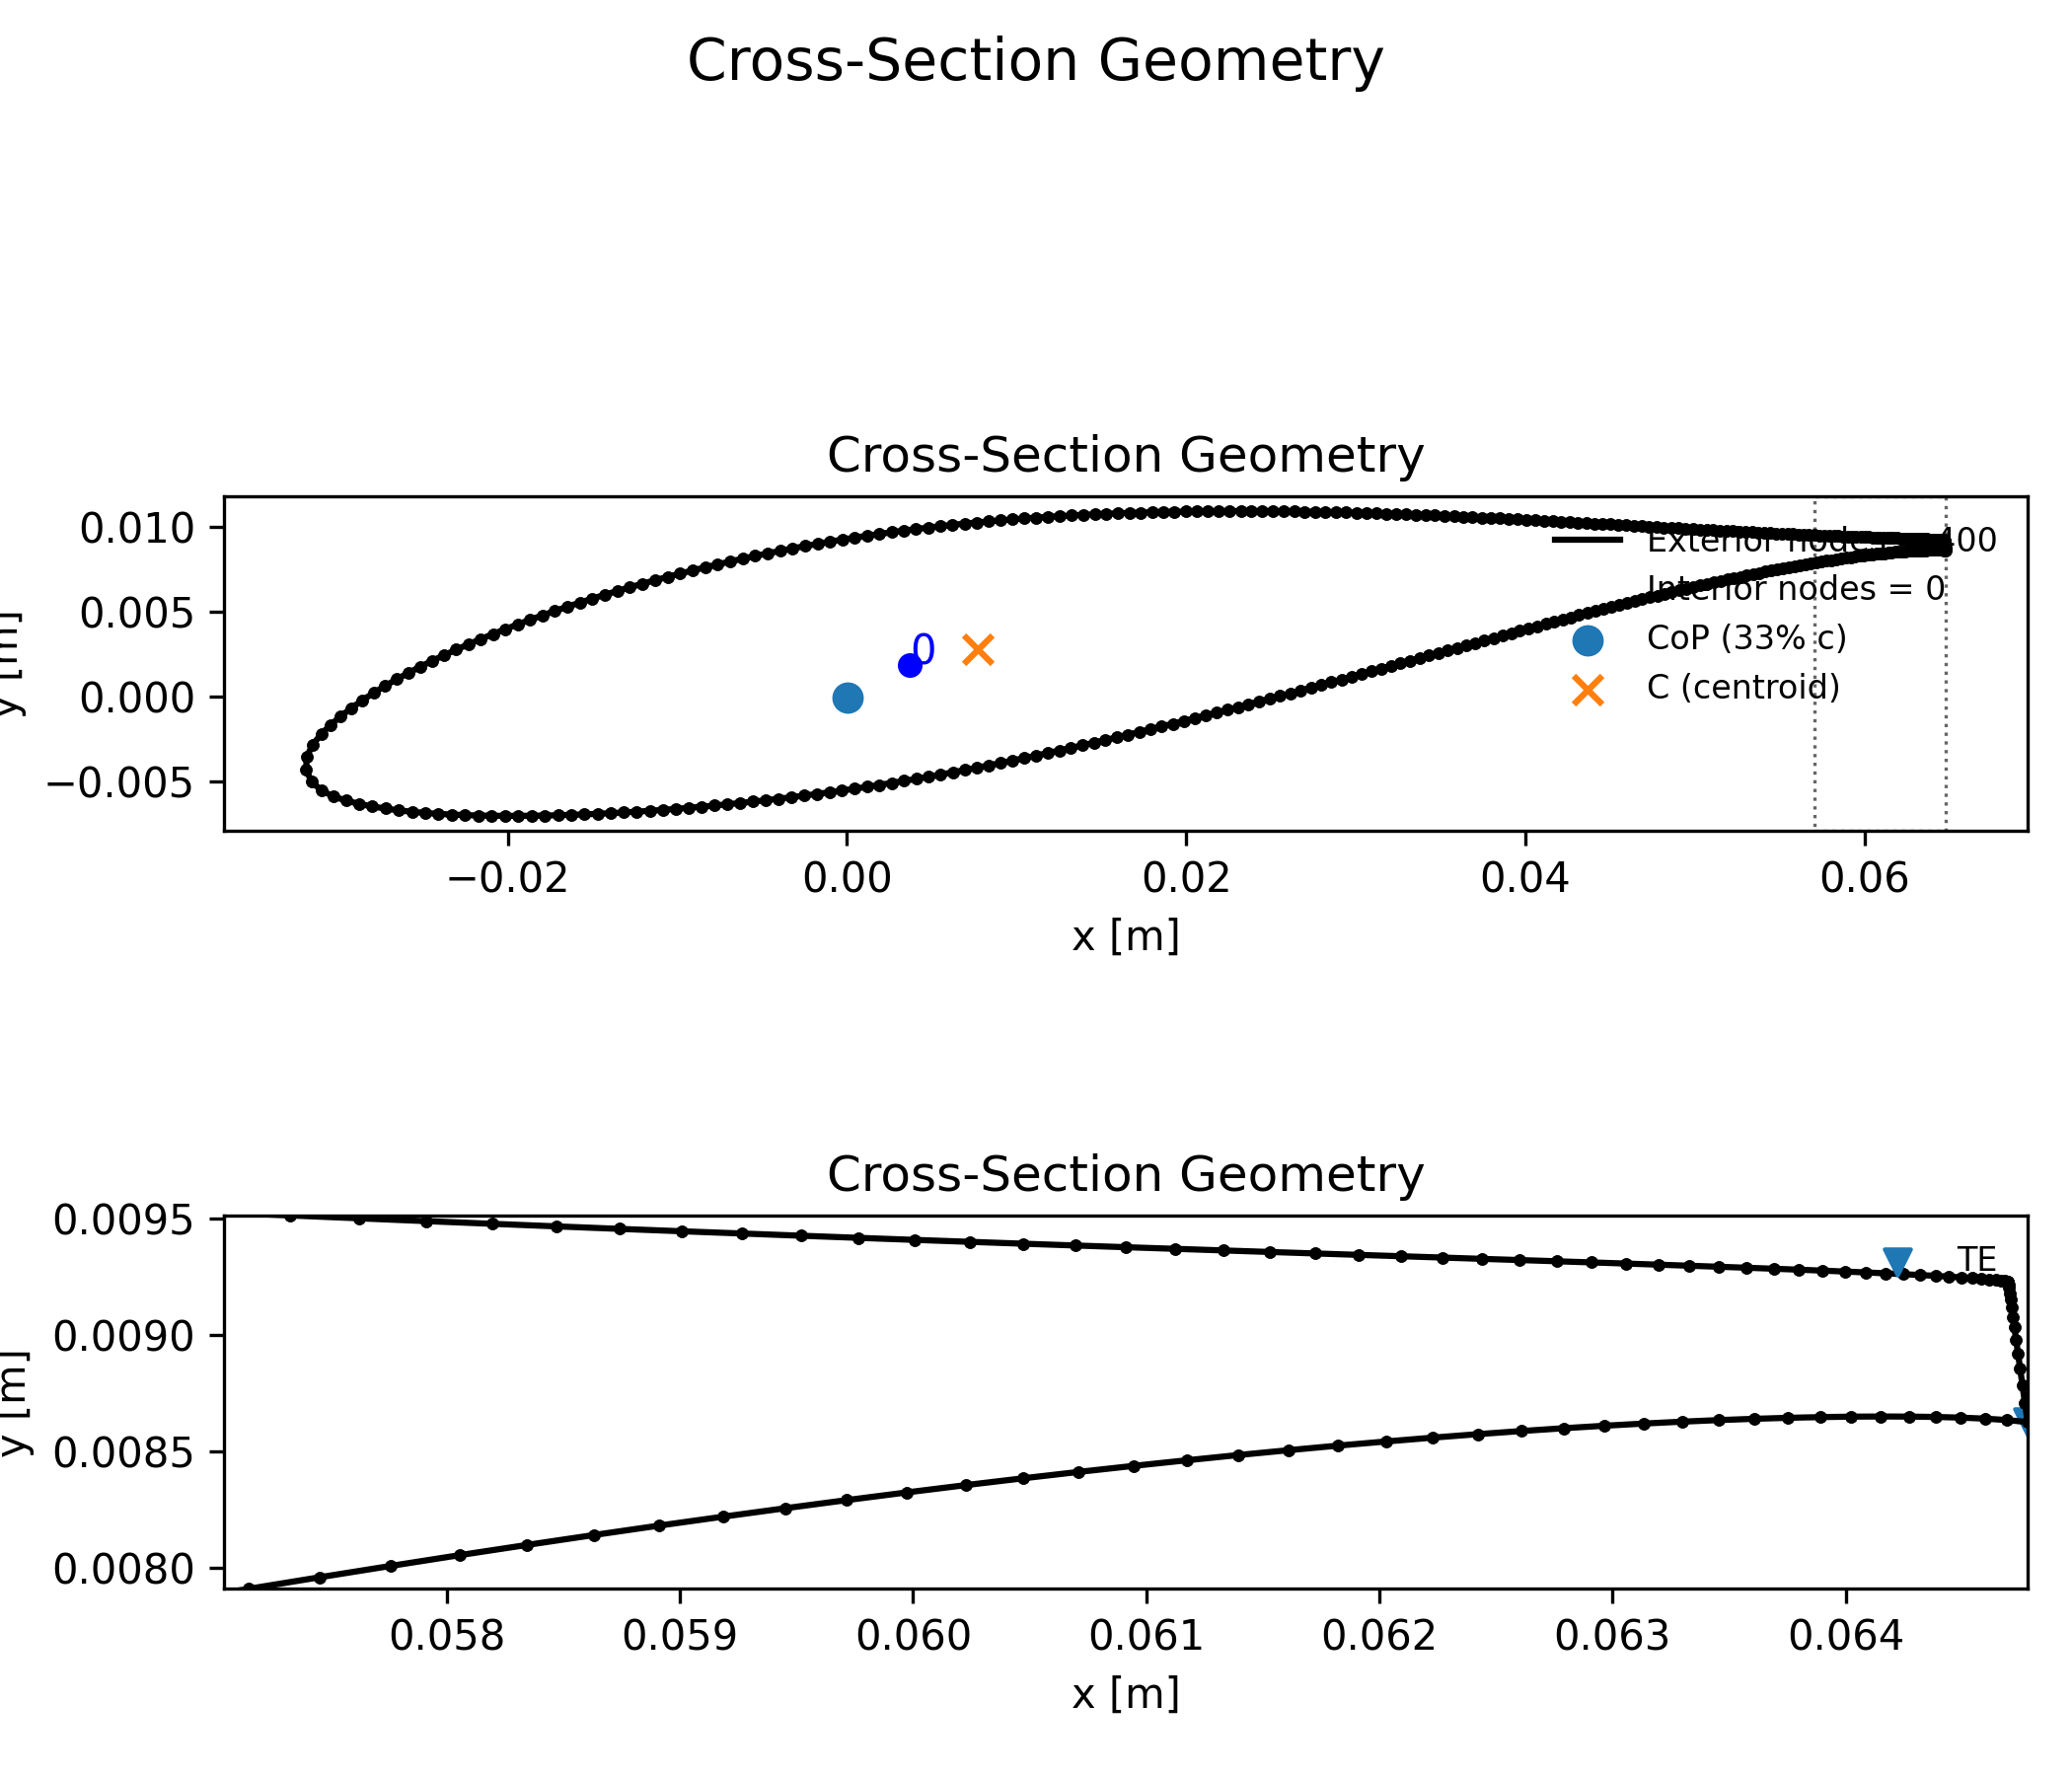 Cross-Section Geometry
Cross-Section Geometry
0.010
0.005
0.000
−0.005
y [m]
0
Exterior nodes = 400
Interior nodes = 0
CoP (33% c)
C (centroid)
−0.02 0.00 0.02 0.04 0.06
x [m]
Cross-Section Geometry
0.0095
0.0090
0.0085
0.0080
y [m]
TE
0.058 0.059 0.060 0.061 0.062 0.063 0.064
x [m]